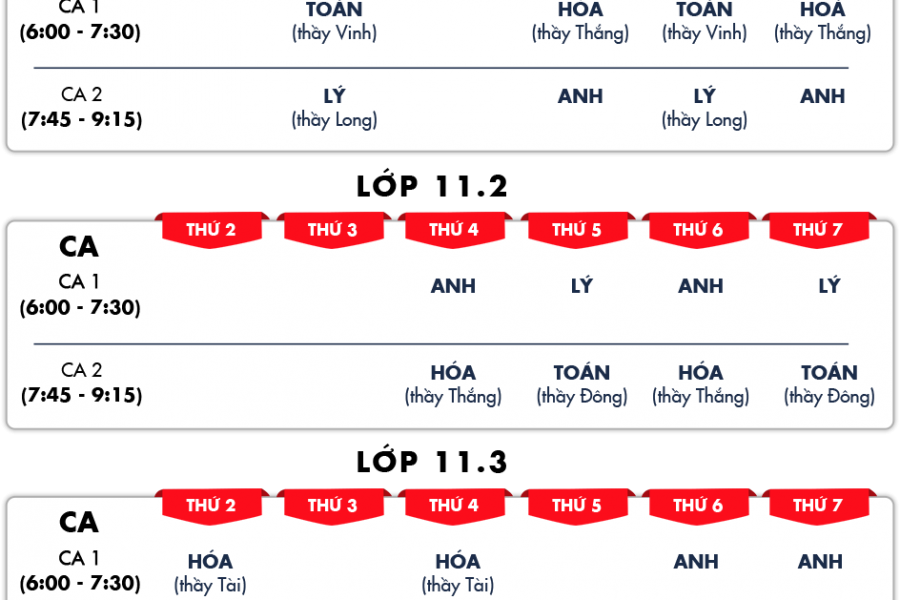 CA 1 TOÁN HÓA TOÁN HÓA
(6:00 - 7:30) (thầy Vinh) (thầy Thắng) (thầy Vinh) (thầy Thắng)
CA 2 LÝ ANH LÝ ANH
(7:45 - 9:15) (thầy Long) (thầy Long)
LỚP 11.2
THỨ 2 THỨ 3 THỨ 4 THỨ 5 THỨ 6 THỨ 7
CA
CA 1 ANH LÝ ANH LÝ
(6:00 - 7:30)
CA 2 HÓA TOÁN HÓA TOÁN
(7:45 - 9:15) (thầy Thắng) (thầy Đông) (thầy Thắng) (thầy Đông)
LỚP 11.3
THỨ 2 THỨ 3 THỨ 4 THỨ 5 THỨ 6 THỨ 7
CA
CA 1 HÓA HÓA ANH ANH
(6:00 - 7:30) (thầy Tài) (thầy Tài)